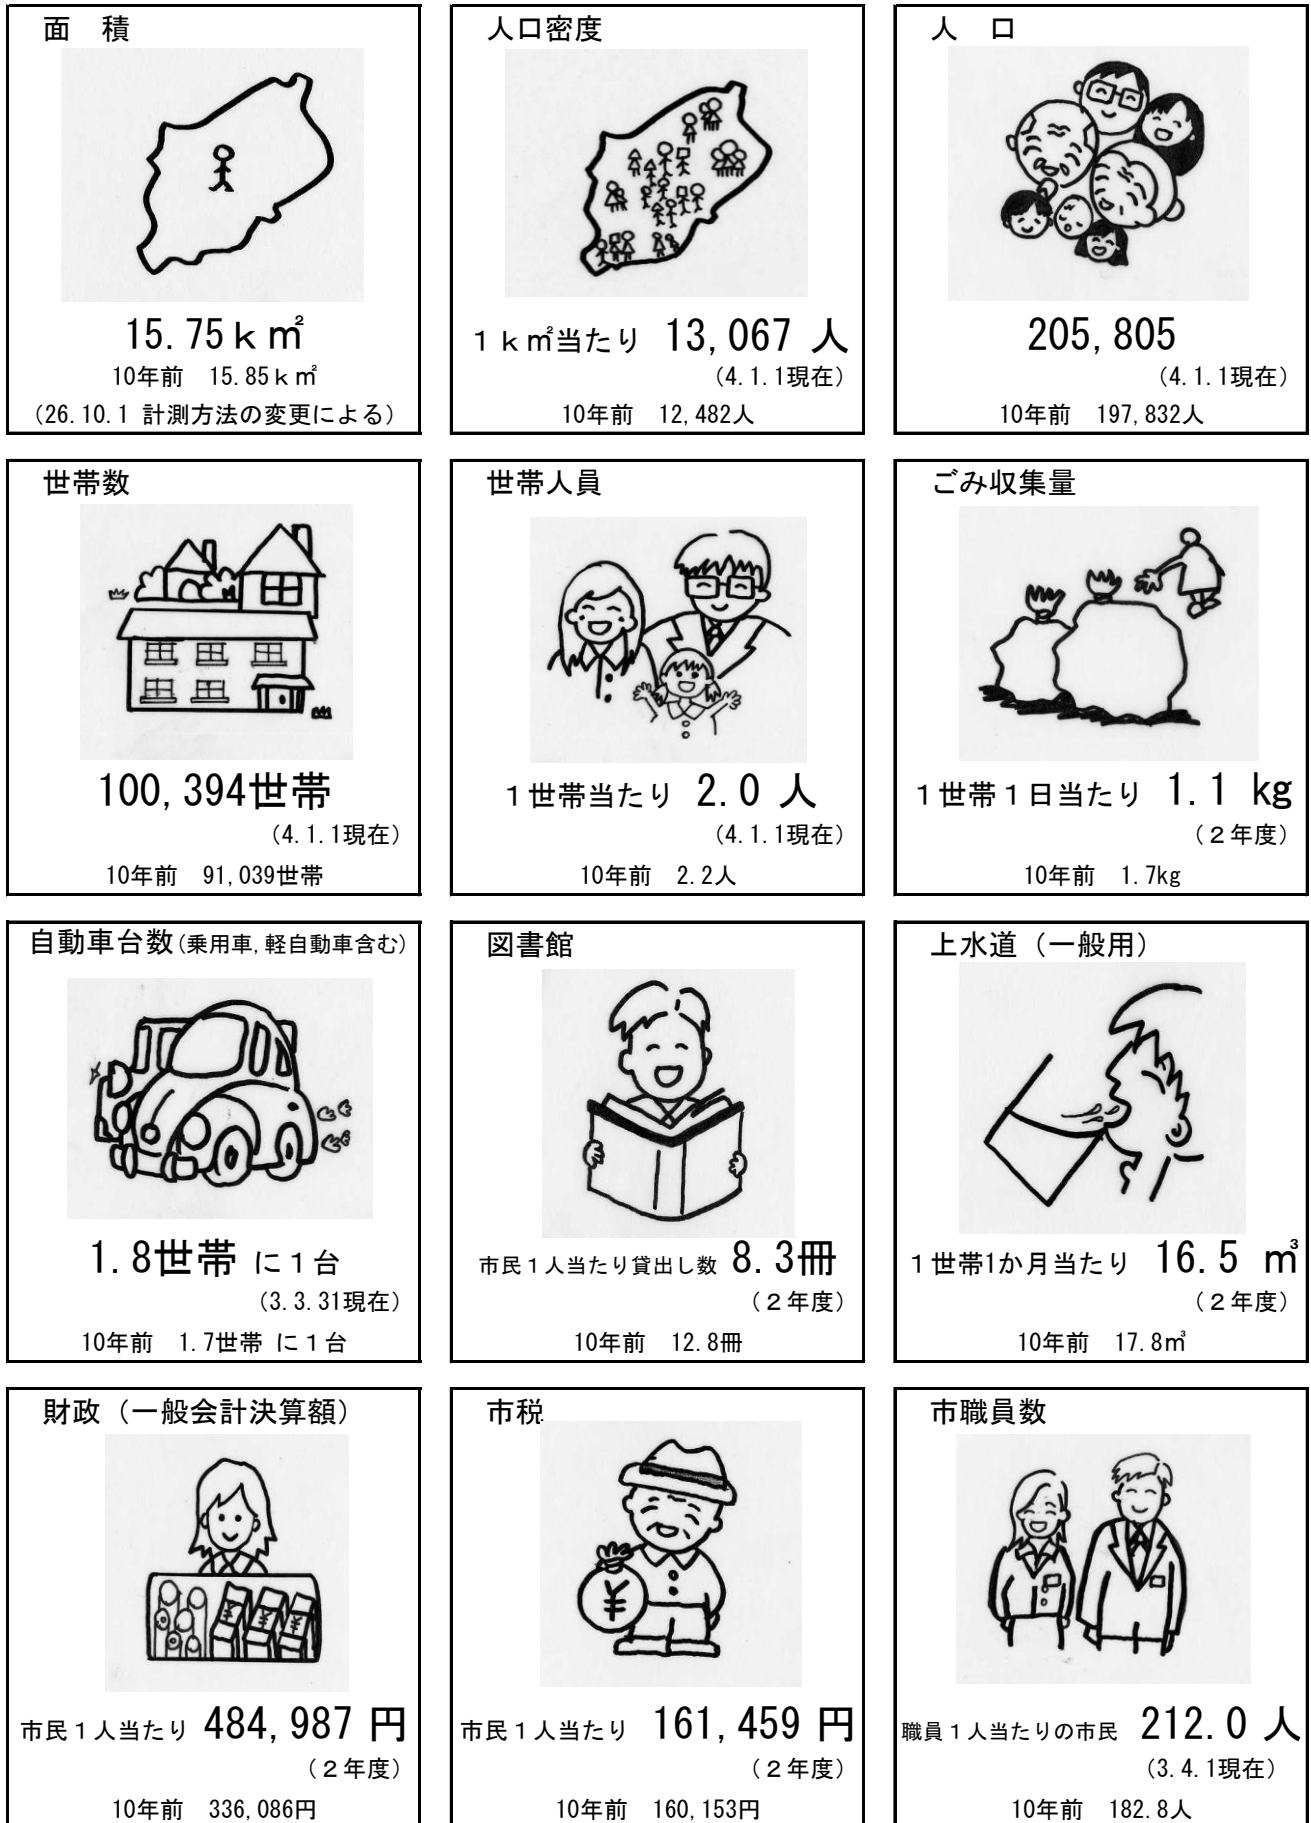 面　積
15.75ｋ㎡
10年前　15.85ｋ㎡
（26.10.1 計測方法の変更による）
人口密度
１ｋ㎡当たり　13,067 人
（4.1.1現在）
10年前　12,482人
人　口
205,805
（4.1.1現在）
10年前　197,832人
世帯数
100,394世帯
（4.1.1現在）
10年前　91,039世帯
世帯人員
１世帯当たり　2.0 人
（4.1.1現在）
10年前　2.2人
ごみ収集量
１世帯１日当たり　1.1 kg
（２年度）
10年前　1.7kg
自動車台数(乗用車,軽自動車含む)
1.8世帯 に１台
（3.3.31現在）
10年前　1.7世帯 に１台
図書館
市民１人当たり貸出し数 8.3冊
（２年度）
10年前　12.8冊
上水道（一般用）
１世帯1か月当たり　16.5 ㎥
（２年度）
10年前　17.8㎥
財政（一般会計決算額）
¥ ¥ ¥
市民１人当たり 484,987 円
（２年度）
10年前　336,086円
市税
¥
市民１人当たり　161,459 円
（２年度）
10年前　160,153円
市職員数
職員１人当たりの市民　212.0 人
（3.4.1現在）
10年前　182.8人